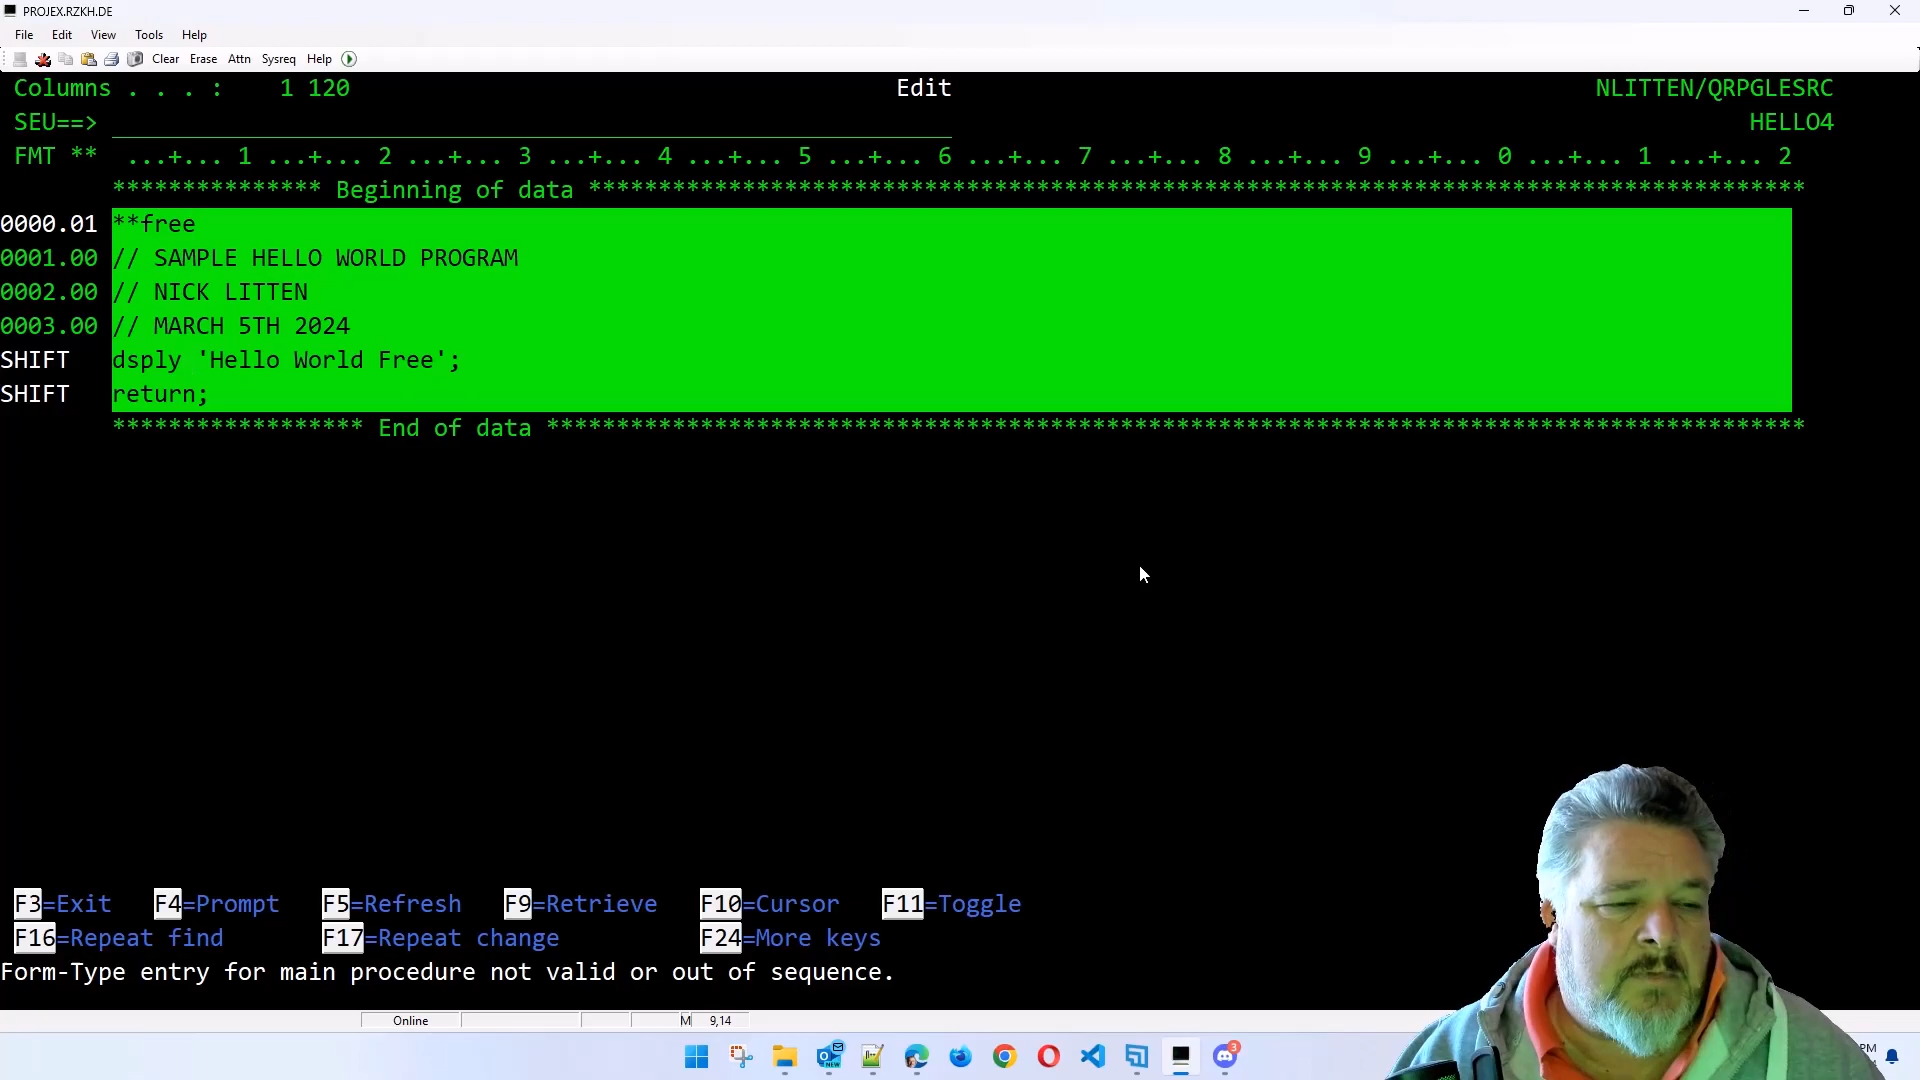 PROJEX.RZKH.DE
File Edit View Tools Help
Clear Erase Attn Sysreq Help
Columns . . . : 1 120 Edit NLITTEN/QRPGLESRC
SEU==> HELLO4
FMT ** ...+... 1 ...+... 2 ...+... 3 ...+... 4 ...+... 5 ...+... 6 ...+... 7 ...+... 8 ...+... 9 ...+... 0 ...+... 1 ...+... 2
*************** Beginning of data ***************************************************************************************
0000.01 **free
0001.00 // SAMPLE HELLO WORLD PROGRAM
0002.00 // NICK LITTEN
0003.00 // MARCH 5TH 2024
SHIFT dsply 'Hello World Free';
SHIFT return;
****************** End of data ******************************************************************************************
F3=Exit F4=Prompt F5=Refresh F9=Retrieve F10=Cursor F11=Toggle
F16=Repeat find F17=Repeat change F24=More keys
Form-Type entry for main procedure not valid or out of sequence.
Online M 9,14
NEW 3 PM